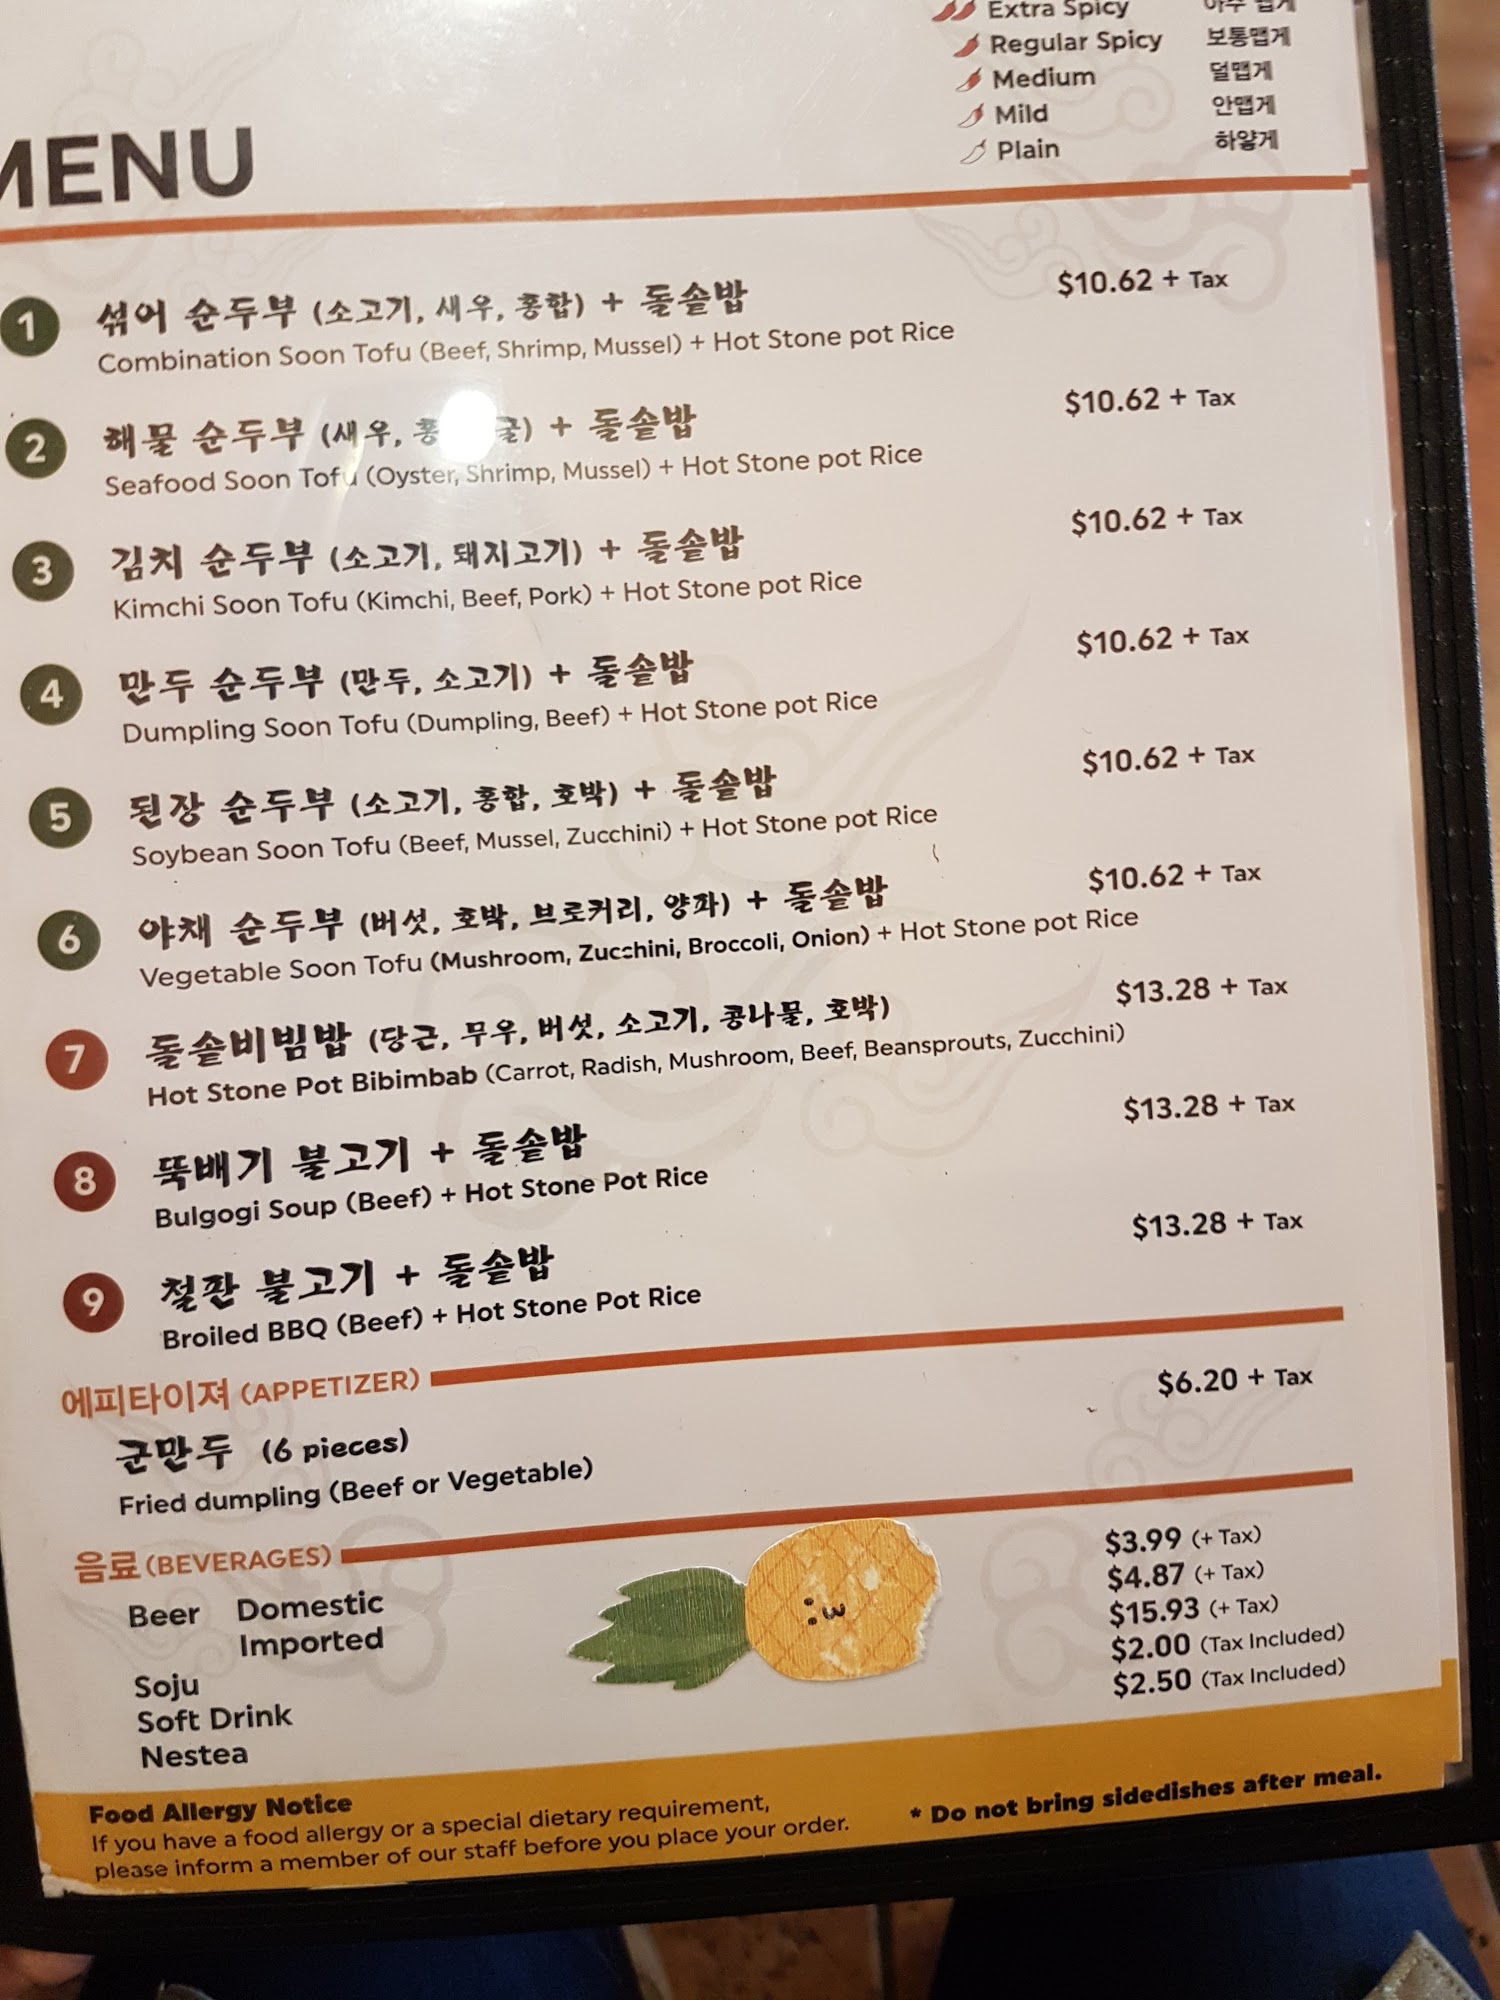 Extra Spicy 아주 맵게
Regular Spicy 보통맵게
Medium 덜맵게
Mild 안맵게
Plain 하얗게
MENU
1 섞어 순두부 (소고기, 새우, 홍합) + 돌솥밥 $10.62 + Tax
Combination Soon Tofu (Beef, Shrimp, Mussel) + Hot Stone pot Rice
2 해물 순두부 (새우, 굴) + 돌솥밥 $10.62 + Tax
Seafood Soon Tofu (Oyster, Shrimp, Mussel) + Hot Stone pot Rice
3 김치 순두부 (소고기, 돼지고기) + 돌솥밥 $10.62 + Tax
Kimchi Soon Tofu (Kimchi, Beef, Pork) + Hot Stone pot Rice
4 만두 순두부 (만두, 소고기) + 돌솥밥 $10.62 + Tax
Dumpling Soon Tofu (Dumpling, Beef) + Hot Stone pot Rice
5 된장 순두부 (소고기, 홍합, 호박) + 돌솥밥 $10.62 + Tax
Soybean Soon Tofu (Beef, Mussel, Zucchini) + Hot Stone pot Rice
6 야채 순두부 (버섯, 호박, 브로커리, 양파) + 돌솥밥 $10.62 + Tax
Vegetable Soon Tofu (Mushroom, Zucchini, Broccoli, Onion) + Hot Stone pot Rice
7 돌솥비빔밥 (당근, 무우, 버섯, 소고기, 콩나물, 호박) $13.28 + Tax
Hot Stone Pot Bibimbab (Carrot, Radish, Mushroom, Beef, Beansprouts, Zucchini)
8 뚝배기 불고기 + 돌솥밥 $13.28 + Tax
Bulgogi Soup (Beef) + Hot Stone Pot Rice
9 철판 불고기 + 돌솥밥 $13.28 + Tax
Broiled BBQ (Beef) + Hot Stone Pot Rice
에피타이져 (APPETIZER)
군만두 (6 pieces) $6.20 + Tax
Fried dumpling (Beef or Vegetable)
음료 (BEVERAGES)
Beer Domestic $3.99 (+ Tax)
Imported $4.87 (+ Tax)
Soju $15.93 (+ Tax)
Soft Drink $2.00 (Tax Included)
Nestea $2.50 (Tax Included)
Food Allergy Notice
If you have a food allergy or a special dietary requirement,
please inform a member of our staff before you place your order.
* Do not bring sidedishes after meal.